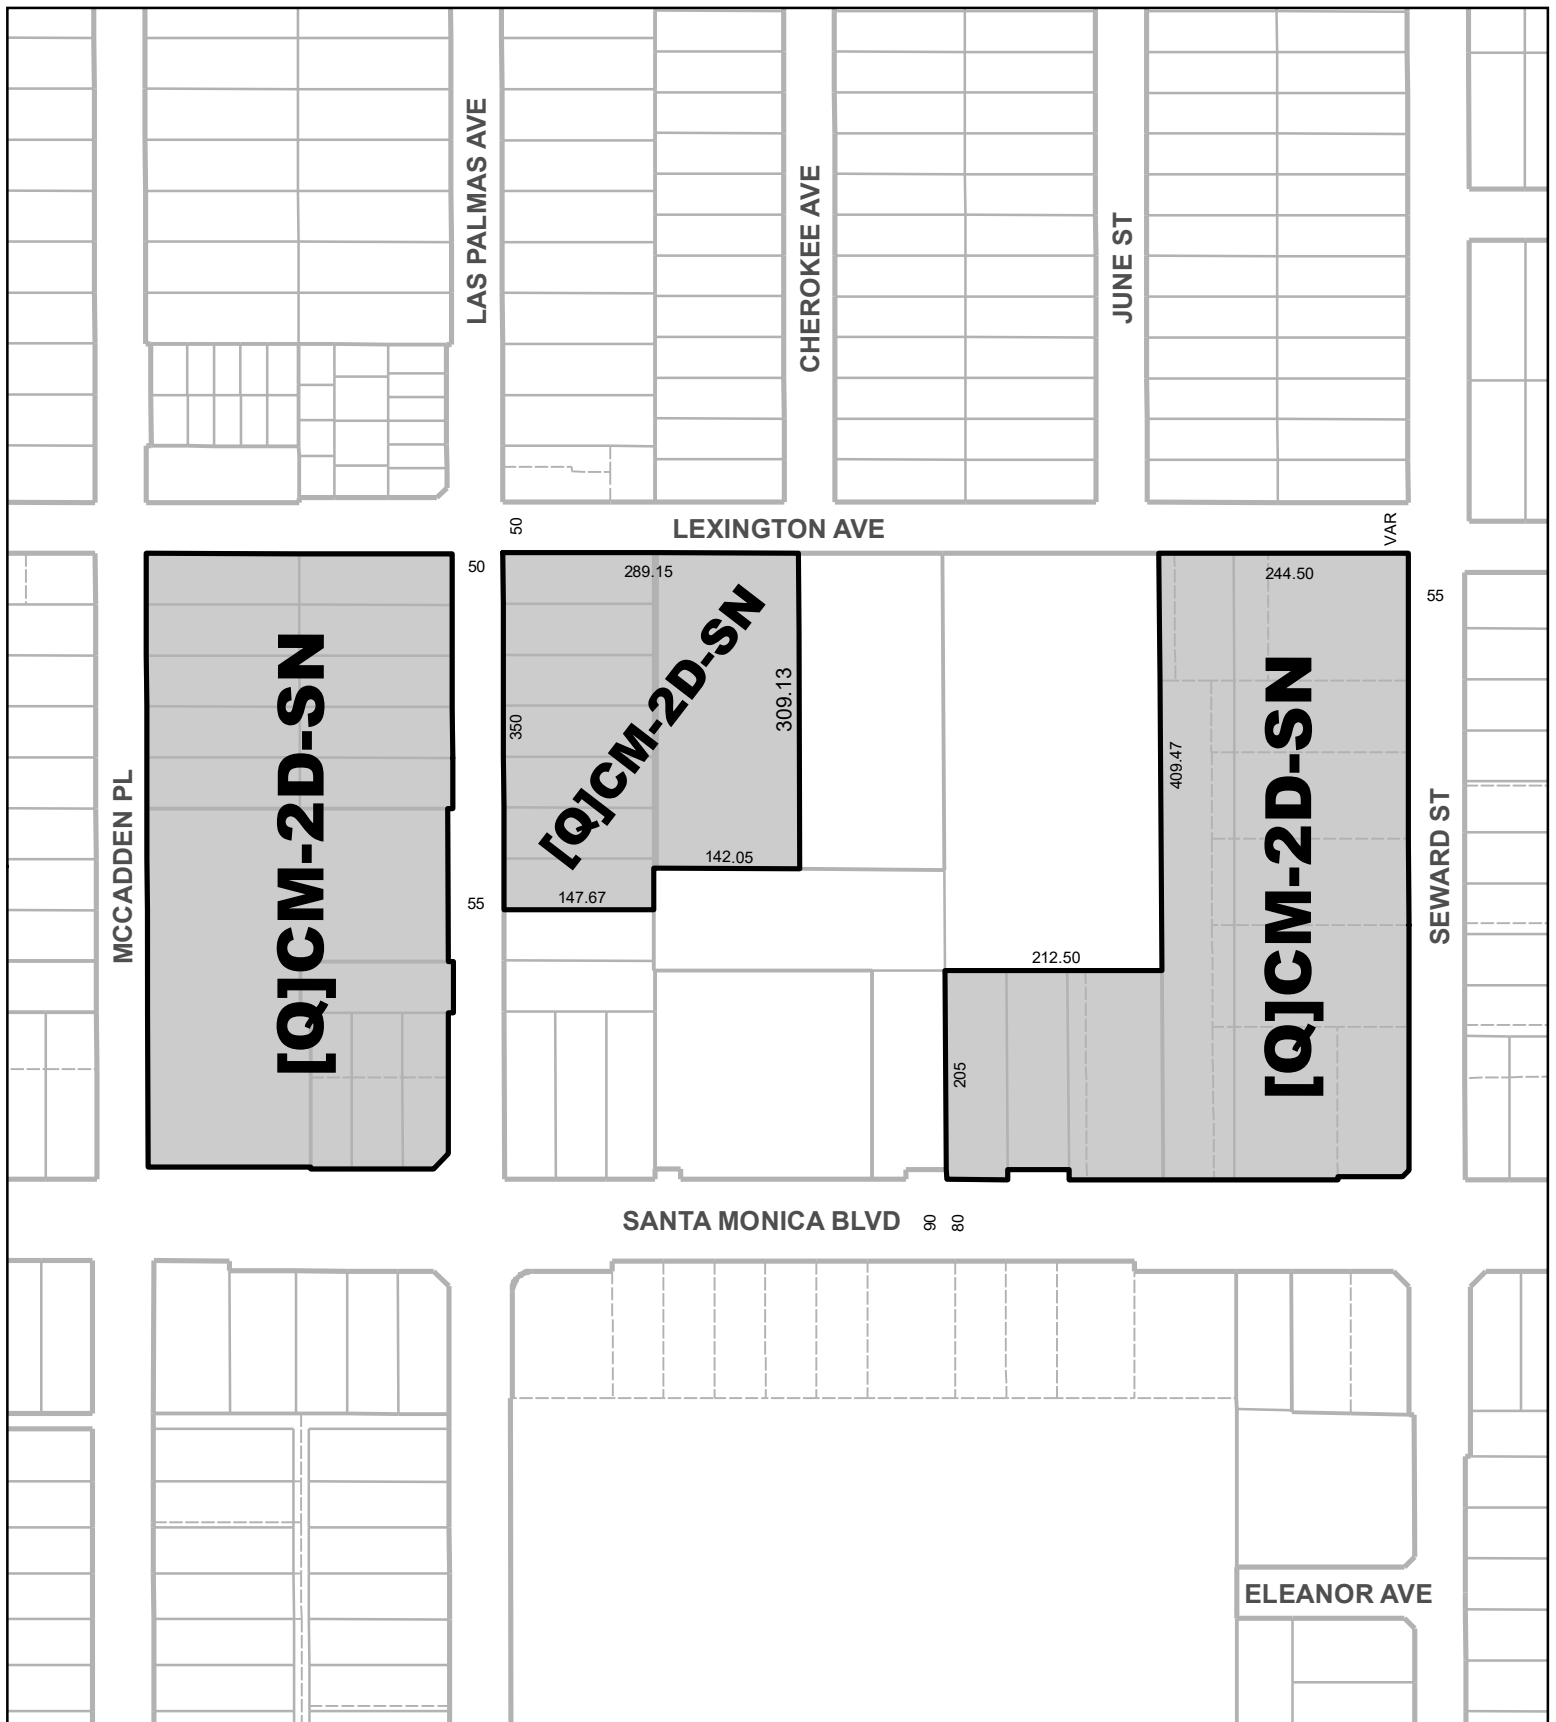 LAS PALMAS AVE
CHEROKEE AVE
JUNE ST
50
LEXINGTON AVE
VAR
50
289.15
244.50
55
[Q]CM-2D-SN
[Q]CM-2D-SN
[Q]CM-2D-SN
350
309.13
409.47
MCCADDEN PL
SEWARD ST
142.05
147.67
55
212.50
205
SANTA MONICA BLVD
90
80
ELEANOR AVE